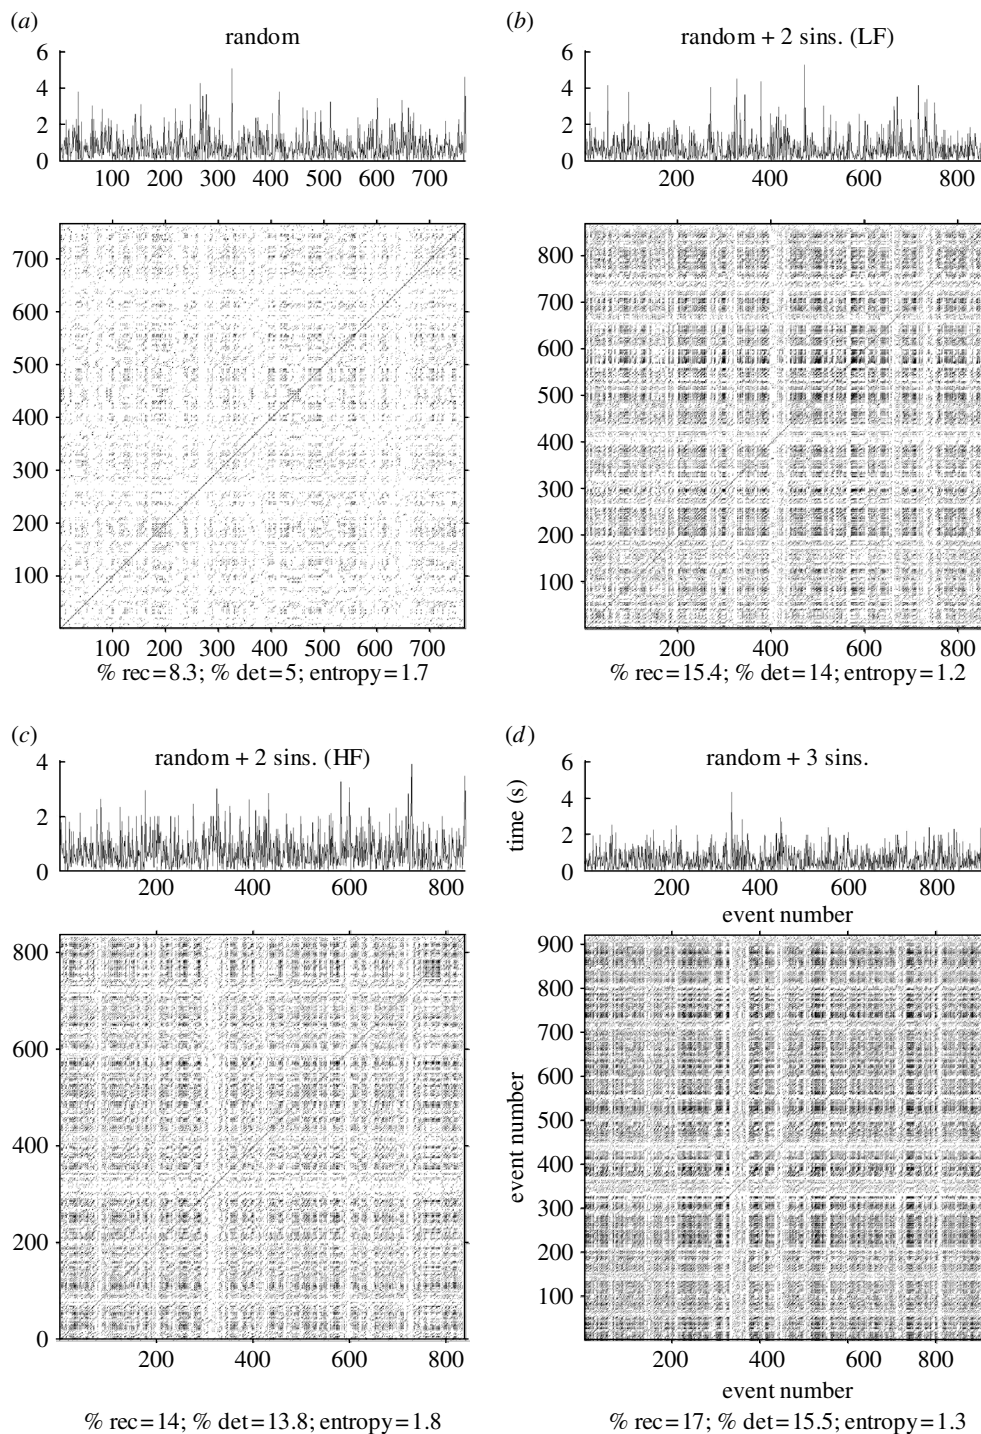 (a)
random
6
4
2
0
100 200 300 400 500 600 700
700
600
500
400
300
200
100
100 200 300 400 500 600 700
% rec=8.3; % det=5; entropy=1.7
(b)
random + 2 sins. (LF)
6
4
2
0
200 400 600 800
800
700
600
500
400
300
200
100
200 400 600 800
% rec=15.4; % det=14; entropy=1.2
(c)
random + 2 sins. (HF)
4
2
0
200 400 600 800
800
600
400
200
0
200 400 600 800
% rec=14; % det=13.8; entropy=1.8
(d)
random + 3 sins.
time (s)
6
4
2
0
200 400 600 800
event number
event number
900
800
700
600
500
400
300
200
100
200 400 600 800
event number
% rec=17; % det=15.5; entropy=1.3